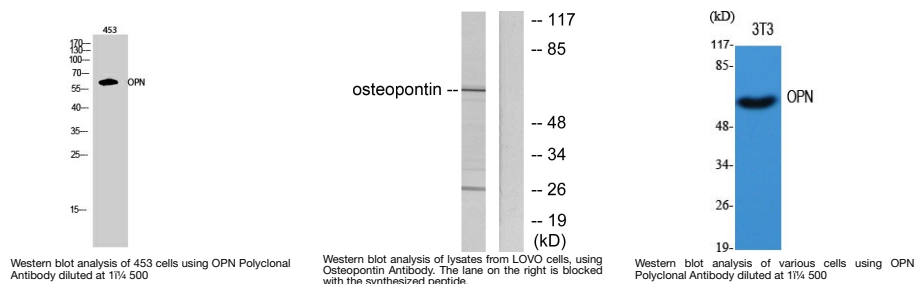 453
170
130
100
70
55
40
35
25
15
OPN
Western blot analysis of 453 cells using OPN Polyclonal
Antibody diluted at 1ï¼ 500
osteopontin --
-- 117
-- 85
-- 48
-- 34
-- 26
-- 19
(kD)
Western blot analysis of lysates from LOVO cells, using
Osteopontin Antibody. The lane on the right is blocked
with the synthesized peptide.
(kD)
3T3
117-
85-
48-
34-
26-
19-
OPN
Western blot analysis of various cells using OPN
Polyclonal Antibody diluted at 1ï¼ 500